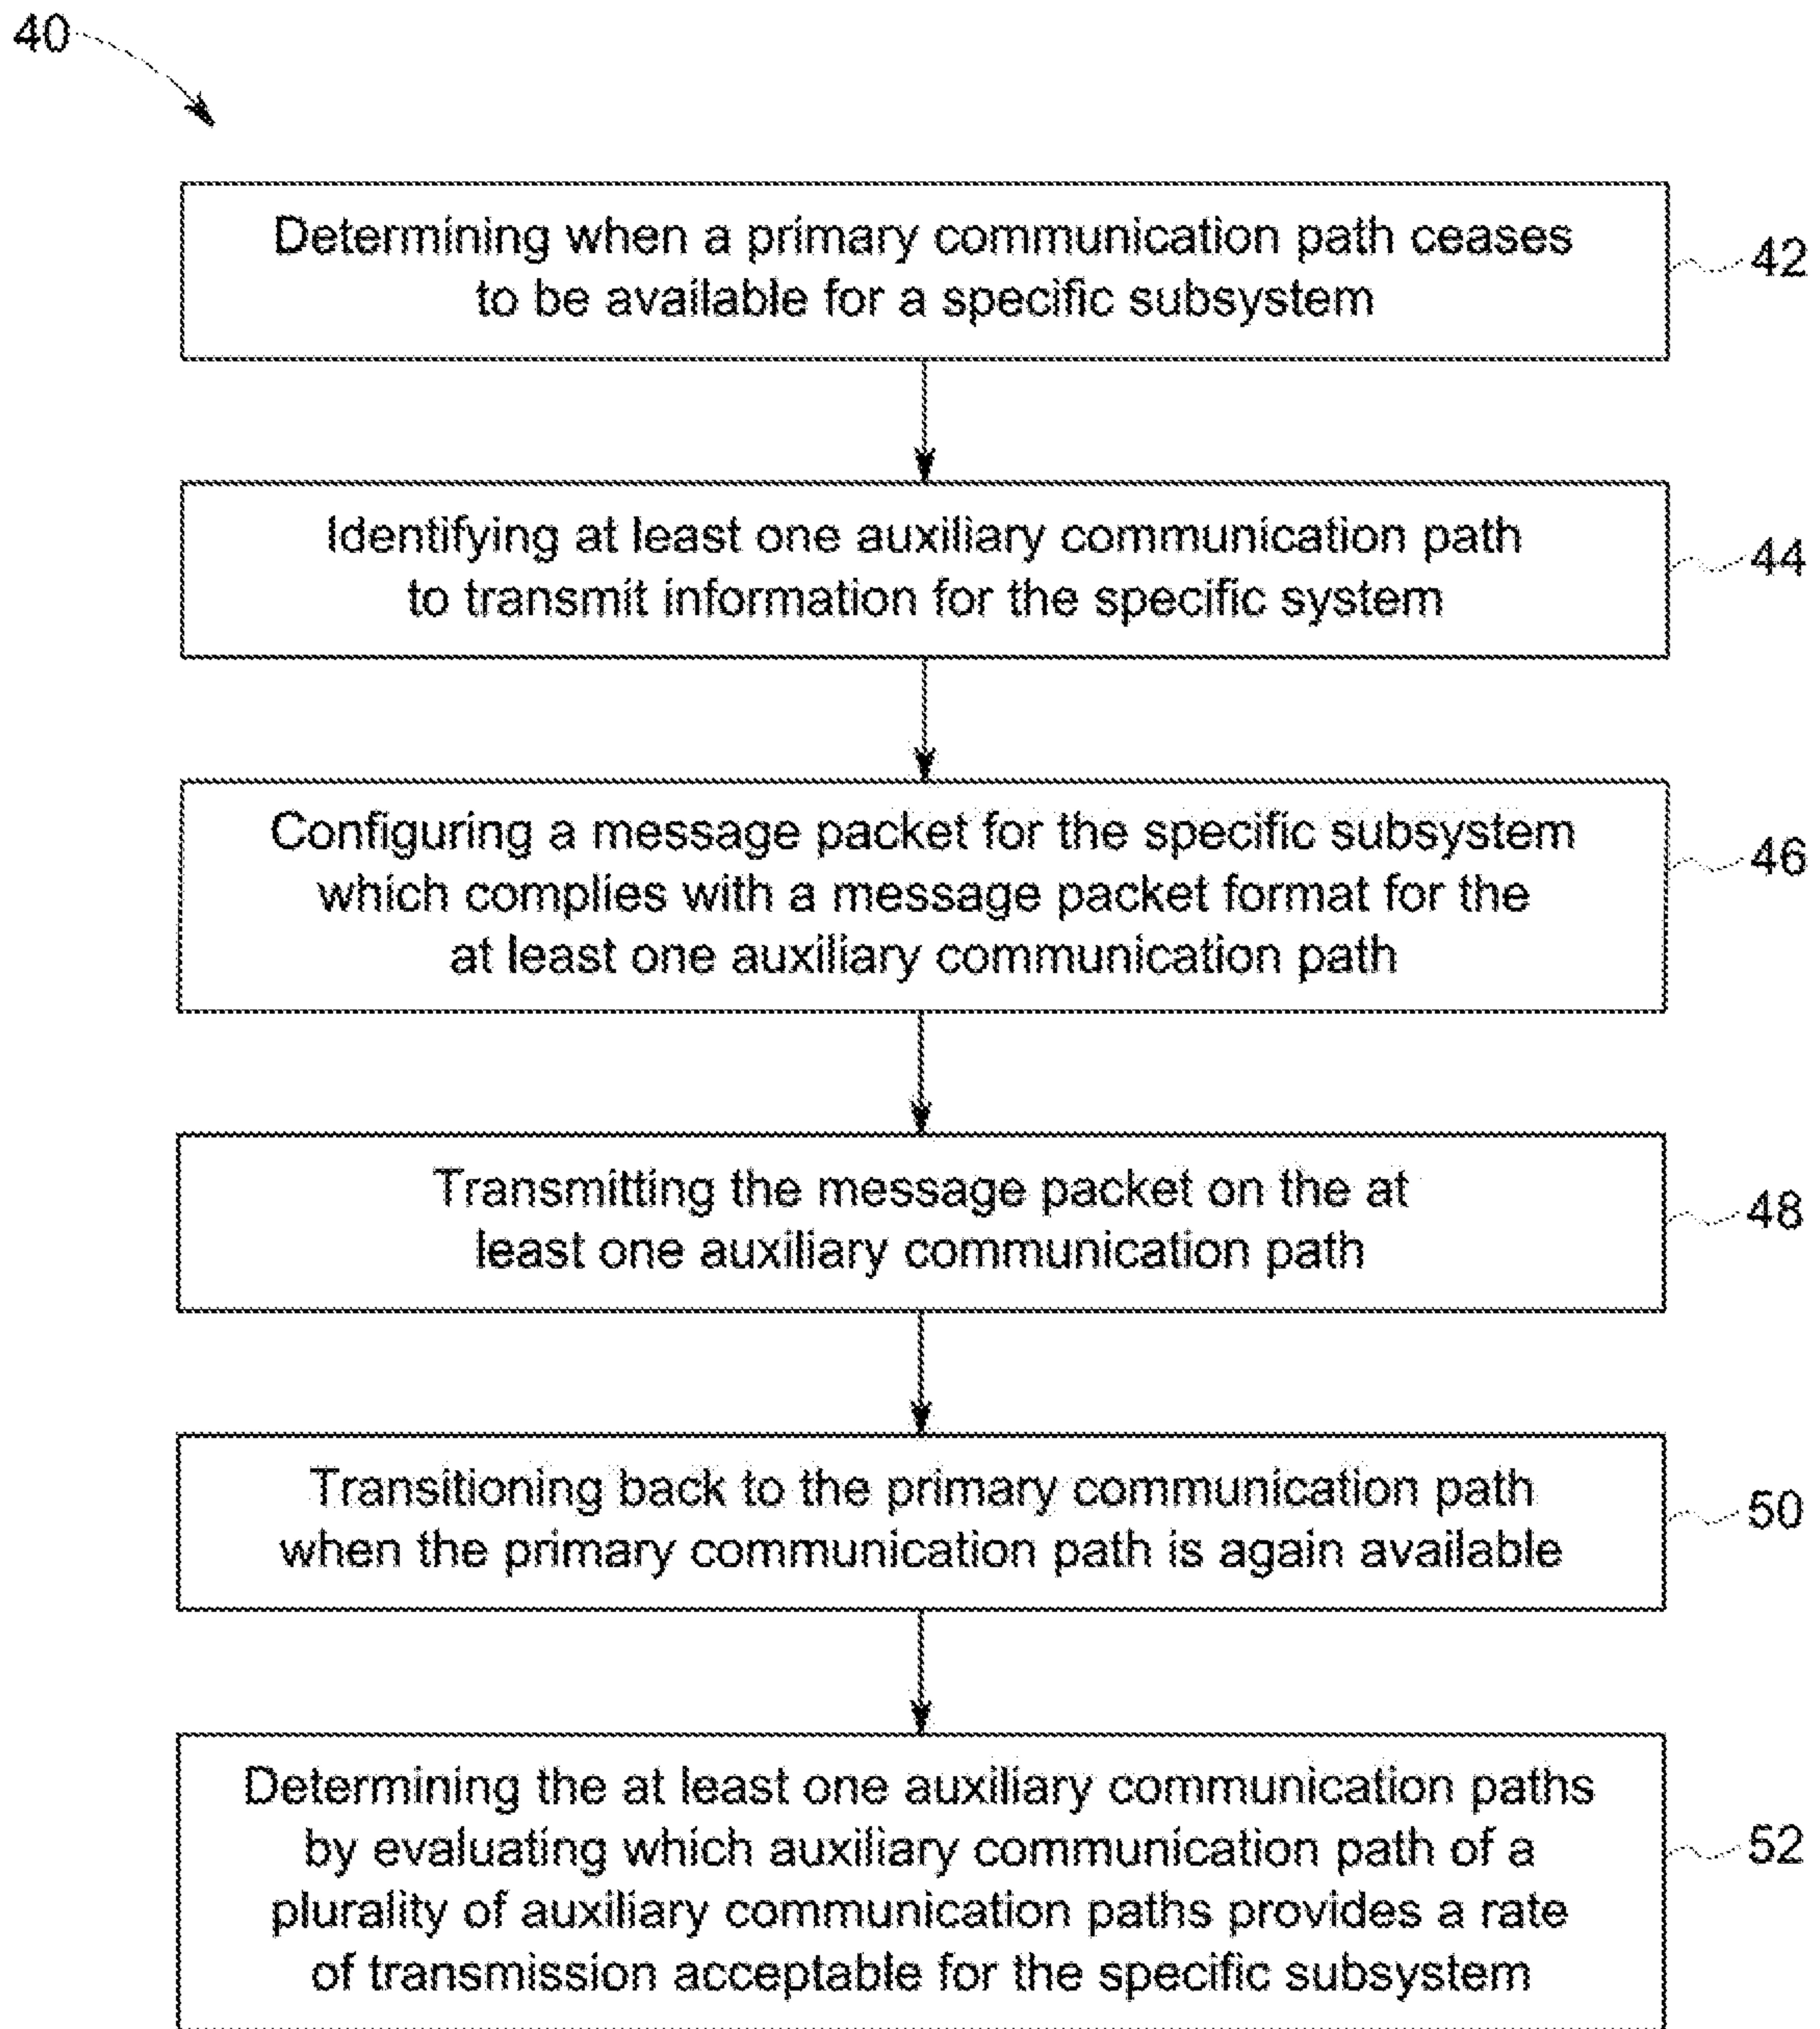 40
Determining when a primary communication path ceases
to be available for a specific subsystem
42
Identifying at least one auxiliary communication path
to transmit information for the specific system
44
Configuring a message packet for the specific subsystem
which complies with a message packet format for the
at least one auxiliary communication path
46
Transmitting the message packet on the at
least one auxiliary communication path
48
Transitioning back to the primary communication path
when the primary communication path is again available
50
Determining the at least one auxiliary communication paths
by evaluating which auxiliary communication path of a
plurality of auxiliary communication paths provides a rate
of transmission acceptable for the specific subsystem
52